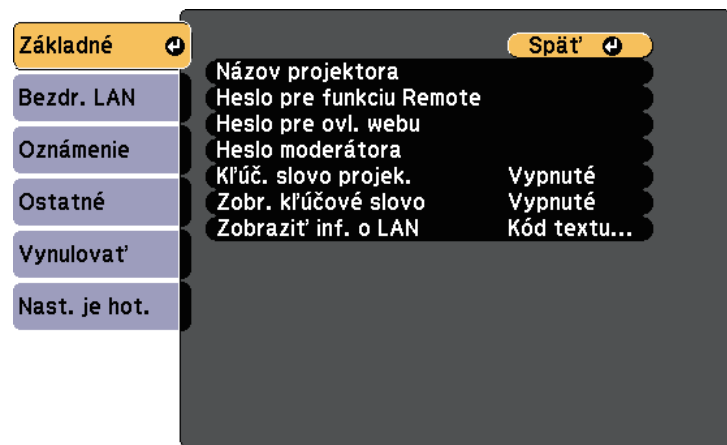 Základné
Bezdr. LAN
Oznámenie
Ostatné
Vynulovať
Nast. je hot.
Späť
Názov projektora
Heslo pre funkciu Remote
Heslo pre ovl. webu
Heslo moderátora
Kľúč. slovo projek. Vypnuté
Zobr. kľúčové slovo Vypnuté
Zobraziť inf. o LAN Kód textu...